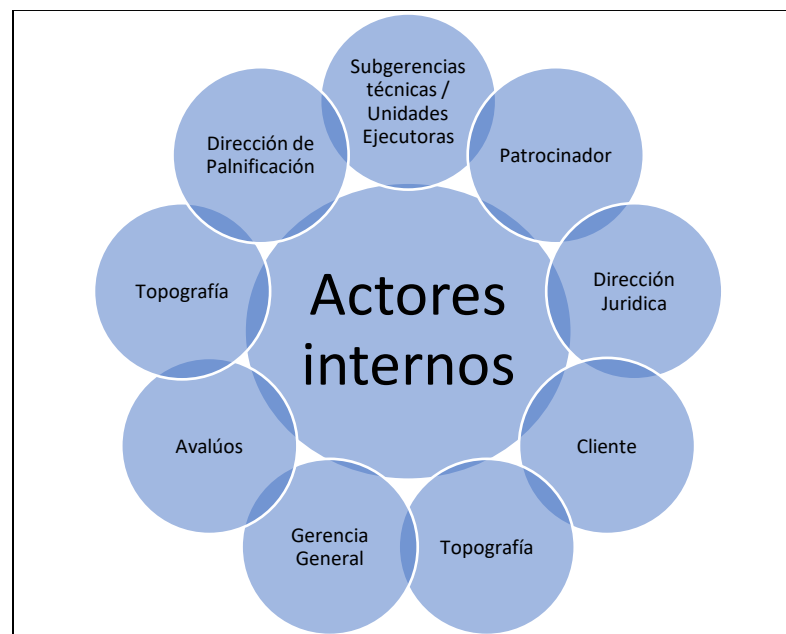 Subgerencias
técnicas /
Unidades
Ejecutoras
Patrocinador
Dirección
Juridica
Cliente
Topografía
Gerencia
General
Avalúos
Topografía
Dirección de
Palnificación
Actores
internos